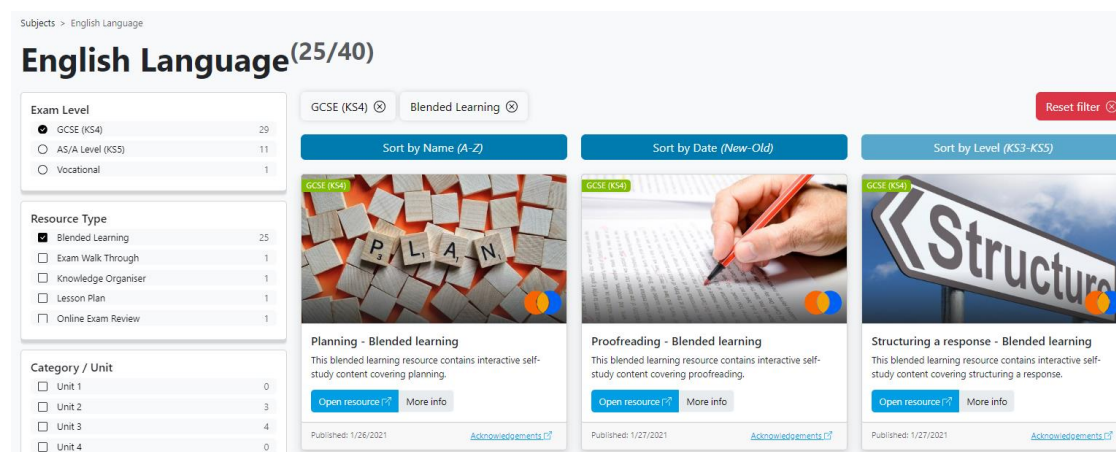 Subjects > English Language
English Language(25/40)
Exam Level
GCSE (KS4) 29
AS/A Level (KS5) 11
Vocational 1
Resource Type
Blended Learning 25
Exam Walk Through 1
Knowledge Organiser 1
Lesson Plan 1
Online Exam Review 1
Category / Unit
Unit 1 0
Unit 2 3
Unit 3 4
Unit 4 0
GCSE (KS4) Blended Learning Reset filter
Sort by Name (A-Z) Sort by Date (New-Old) Sort by Level (KS3-KS5)
GCSE (KS4)
PLAN
Planning - Blended learning
This blended learning resource contains interactive self-
study content covering planning.
Open resource More info
Published: 1/26/2021 Acknowledgements
GCSE (KS4)
Proofreading - Blended learning
This blended learning resource contains interactive self-
study content covering proofreading.
Open resource More info
Published: 1/27/2021 Acknowledgements
GCSE (KS4)
Structure
Structuring a response - Blended learning
This blended learning resource contains interactive self-
study content covering structuring a response.
Open resource More info
Published: 1/27/2021 Acknowledgements